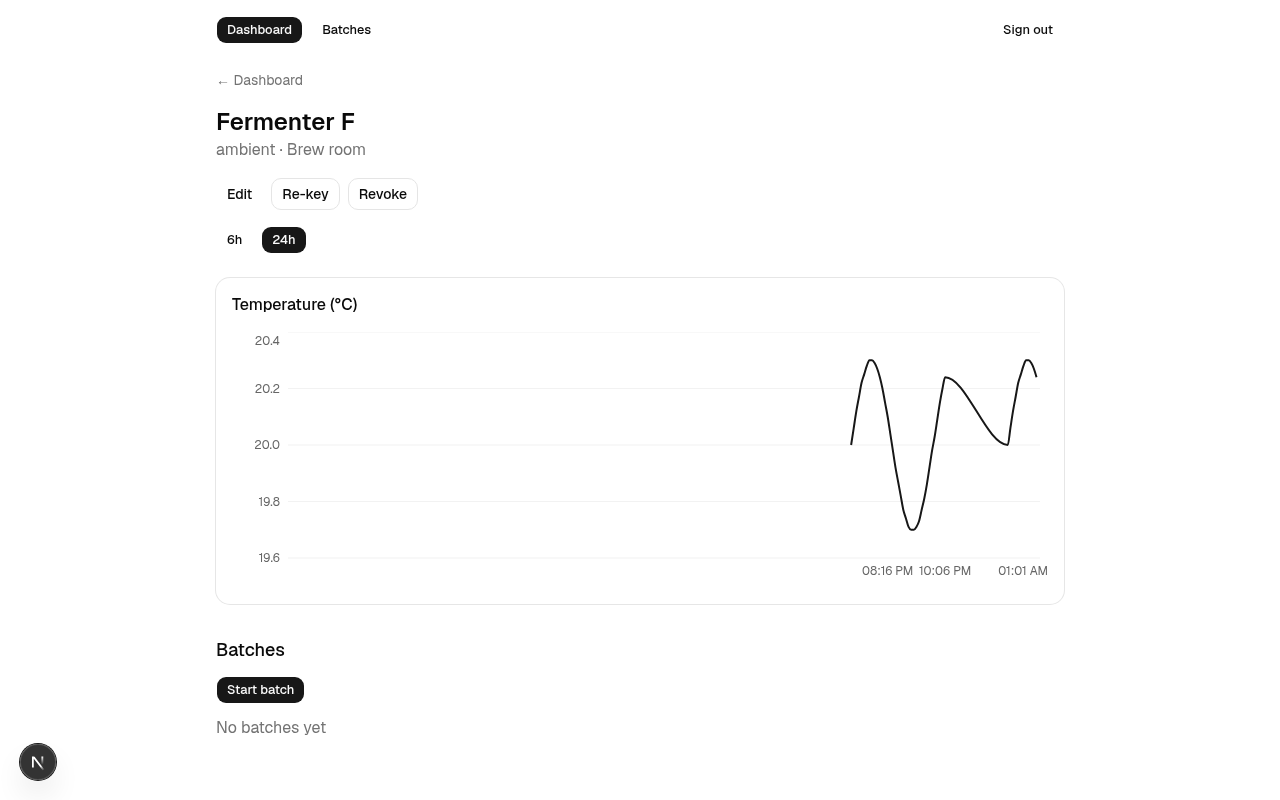 Dashboard Batches Sign out
← Dashboard
Fermenter F
ambient · Brew room
Edit Re-key Revoke
6h 24h
Temperature (°C)
20.4
20.2
20.0
19.8
19.6
08:16 PM 10:06 PM 01:01 AM
Batches
Start batch
No batches yet
N